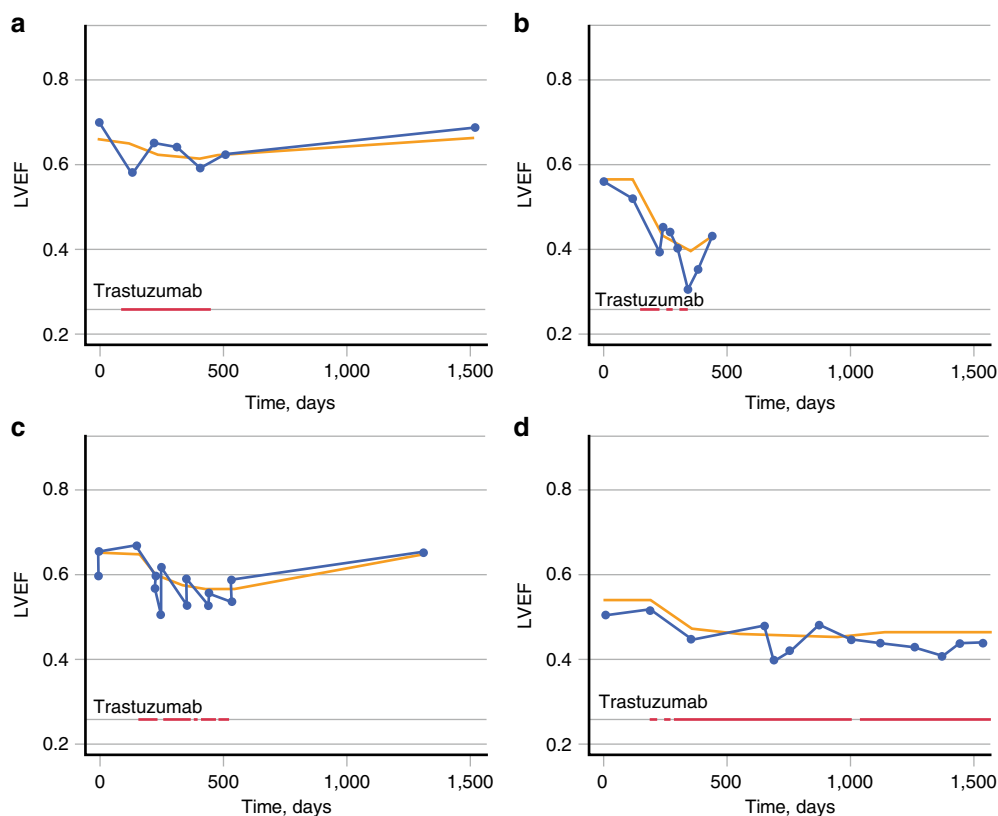 a
0.8
0.6
LVEF
0.4
Trastuzumab
0.2
0 500 1,000 1,500
Time, days
b
0.8
0.6
LVEF
0.4
Trastuzumab
0.2
0 500 1,000 1,500
Time, days
c
0.8
0.6
LVEF
0.4
Trastuzumab
0.2
0 500 1,000 1,500
Time, days
d
0.8
0.6
LVEF
0.4
Trastuzumab
0.2
0 500 1,000 1,500
Time, days